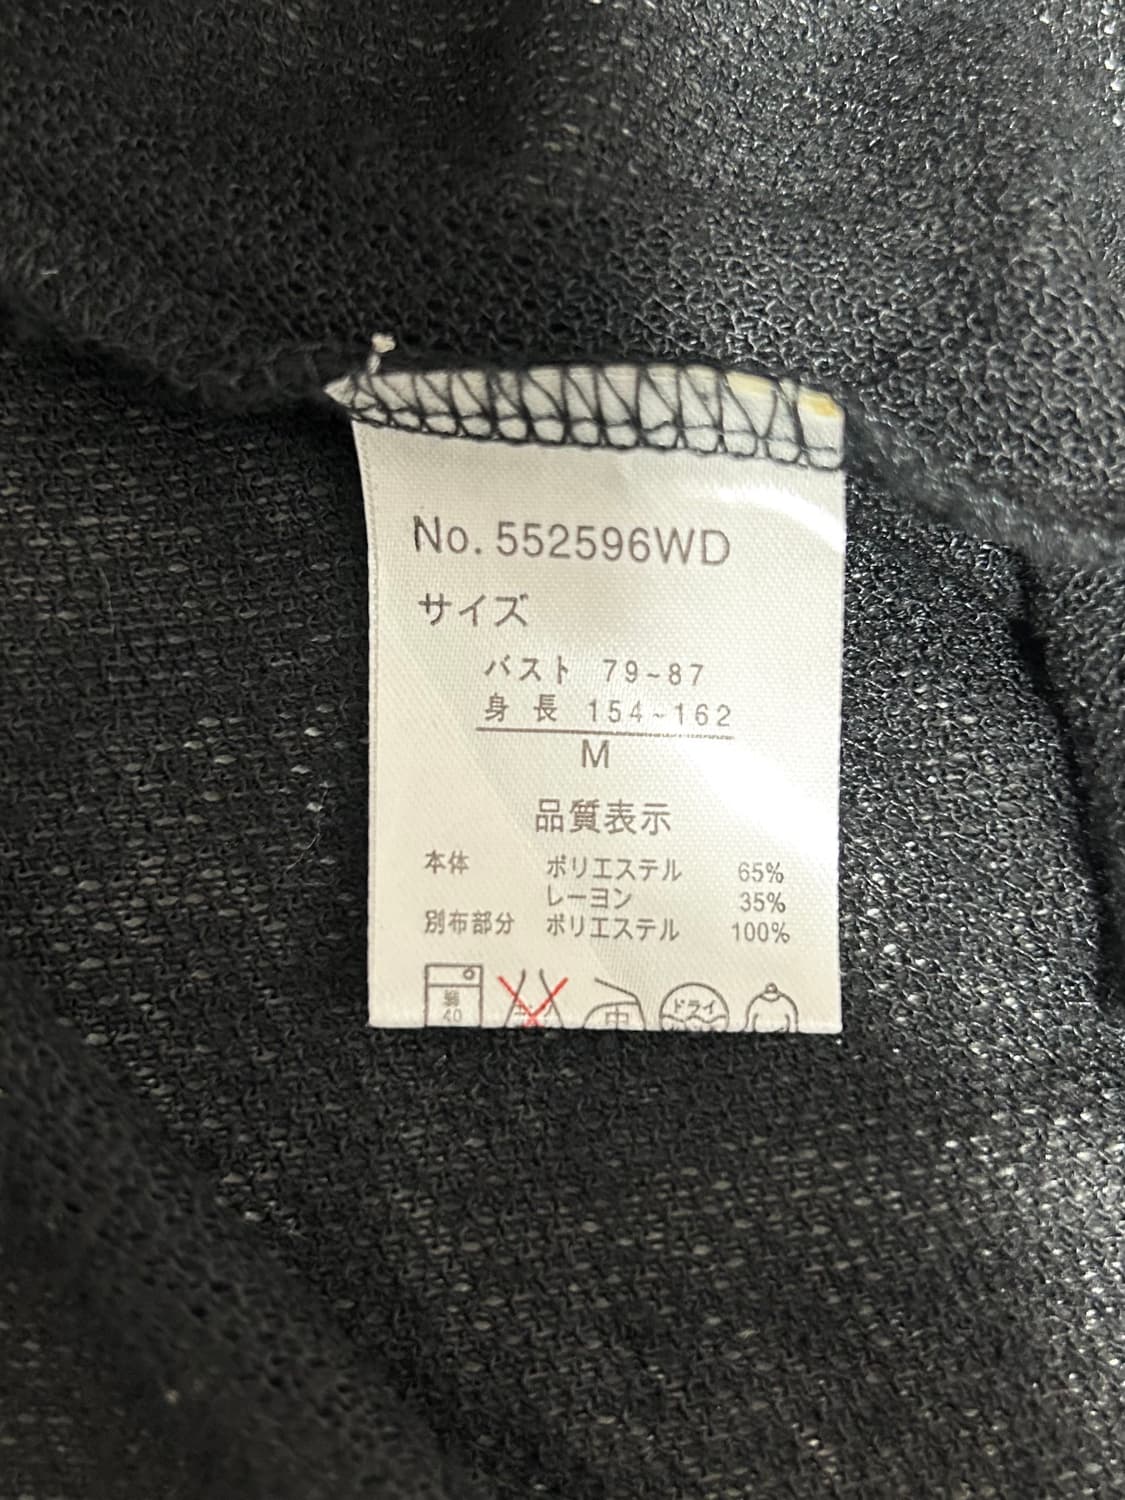 No. 552596WD
サイズ
バスト 79~87
身長 154~162
M
品質表示
本体 ポリエステル 65%
レーヨン 35%
別布部分 ポリエステル 100%
40 中 ドライ